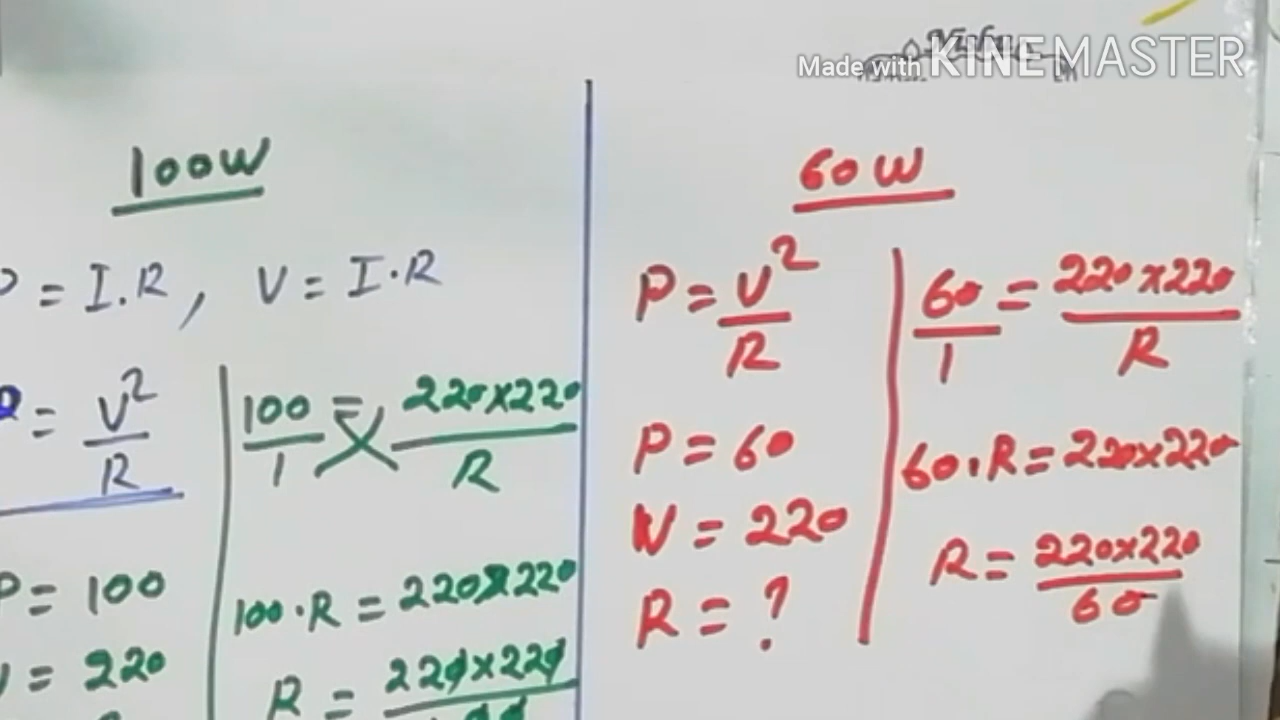 Made with KINEMASTER
100W
= I.R, V = I.R
= V²/R
100/1 = 220x220/R
P = 100
= 220
100.R = 220x220
R = 220x220
60W
P = V²/R
P = 60
V = 220
R = ?
60/1 = 220x220/R
60.R = 220x220
R = 220x220/60